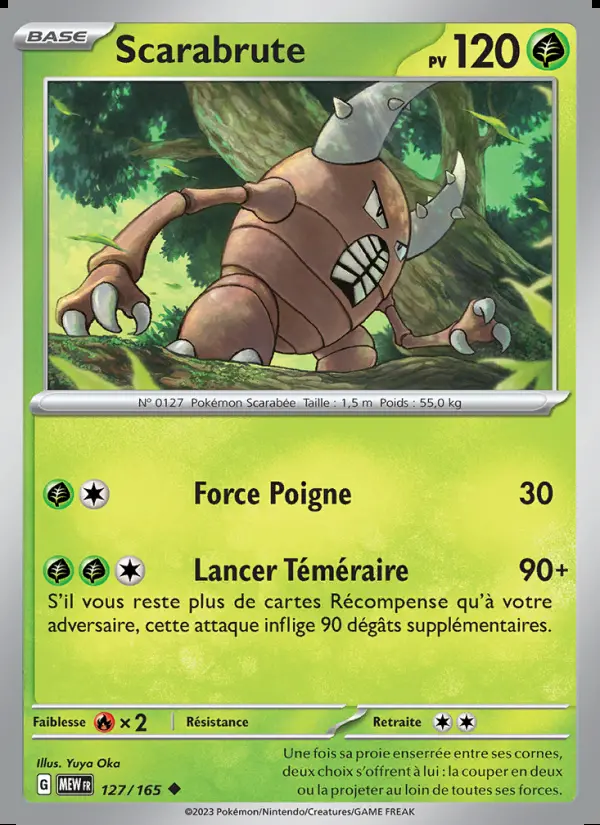 BASE Scarabrute PV 120
N° 0127 Pokémon Scarabée Taille : 1,5 m Poids : 55,0 kg
Force Poigne 30
Lancer Téméraire 90+
S'il vous reste plus de cartes Récompense qu'à votre
adversaire, cette attaque inflige 90 dégâts supplémentaires.
Faiblesse ×2 Résistance Retraite
Illus. Yuya Oka
G MEW FR 127/165
Une fois sa proie enserrée entre ses cornes,
deux choix s'offrent à lui : la couper en deux
ou la projeter au loin de toutes ses forces.
©2023 Pokémon/Nintendo/Creatures/GAME FREAK